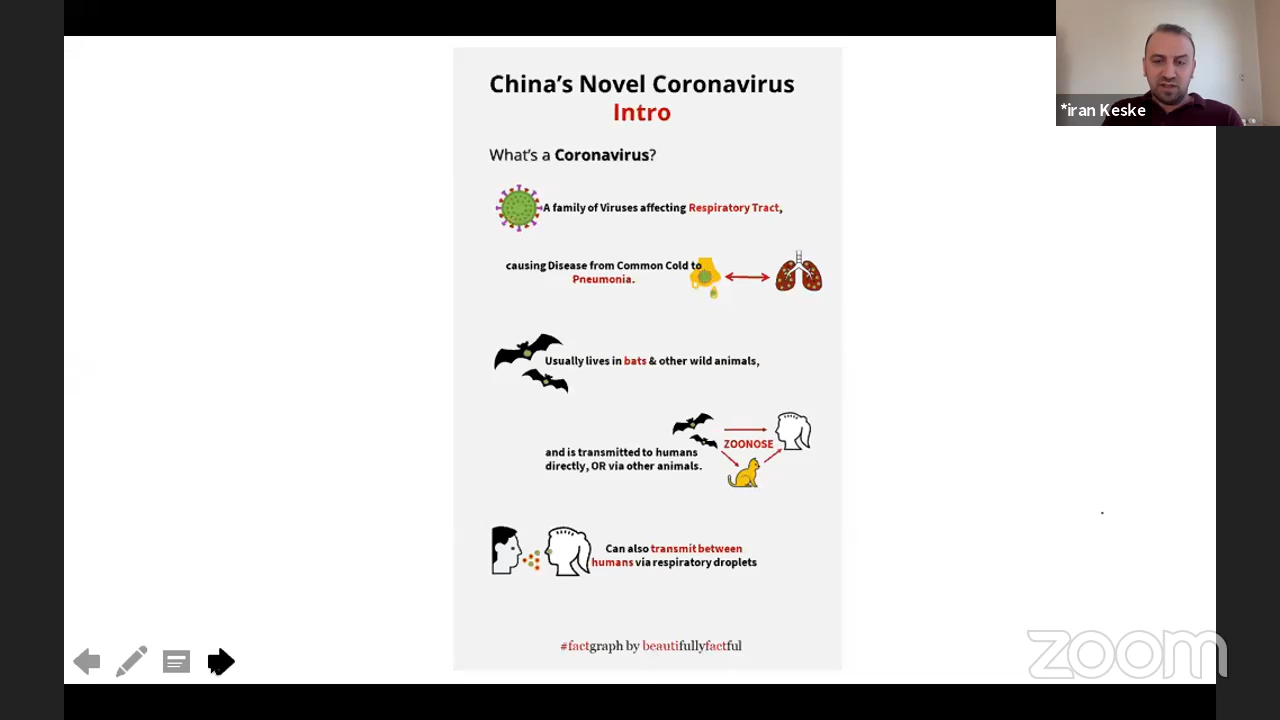 China's Novel Coronavirus
Intro
*iran Keske
What's a Coronavirus?
A family of Viruses affecting Respiratory Tract,
causing Disease from Common Cold to
Pneumonia.
Usually lives in bats & other wild animals,
ZOONOSE
and is transmitted to humans
directly, OR via other animals.
Can also transmit between
humans via respiratory droplets
#factgraph by beautifullyfactful
zoom